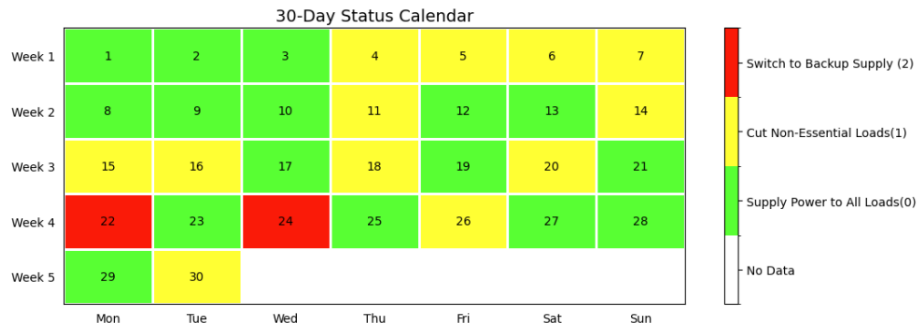 30-Day Status Calendar
Week 1 1 2 3 4 5 6 7
Week 2 8 9 10 11 12 13 14
Week 3 15 16 17 18 19 20 21
Week 4 22 23 24 25 26 27 28
Week 5 29 30
Mon Tue Wed Thu Fri Sat Sun
Switch to Backup Supply (2)
Cut Non-Essential Loads(1)
Supply Power to All Loads(0)
No Data